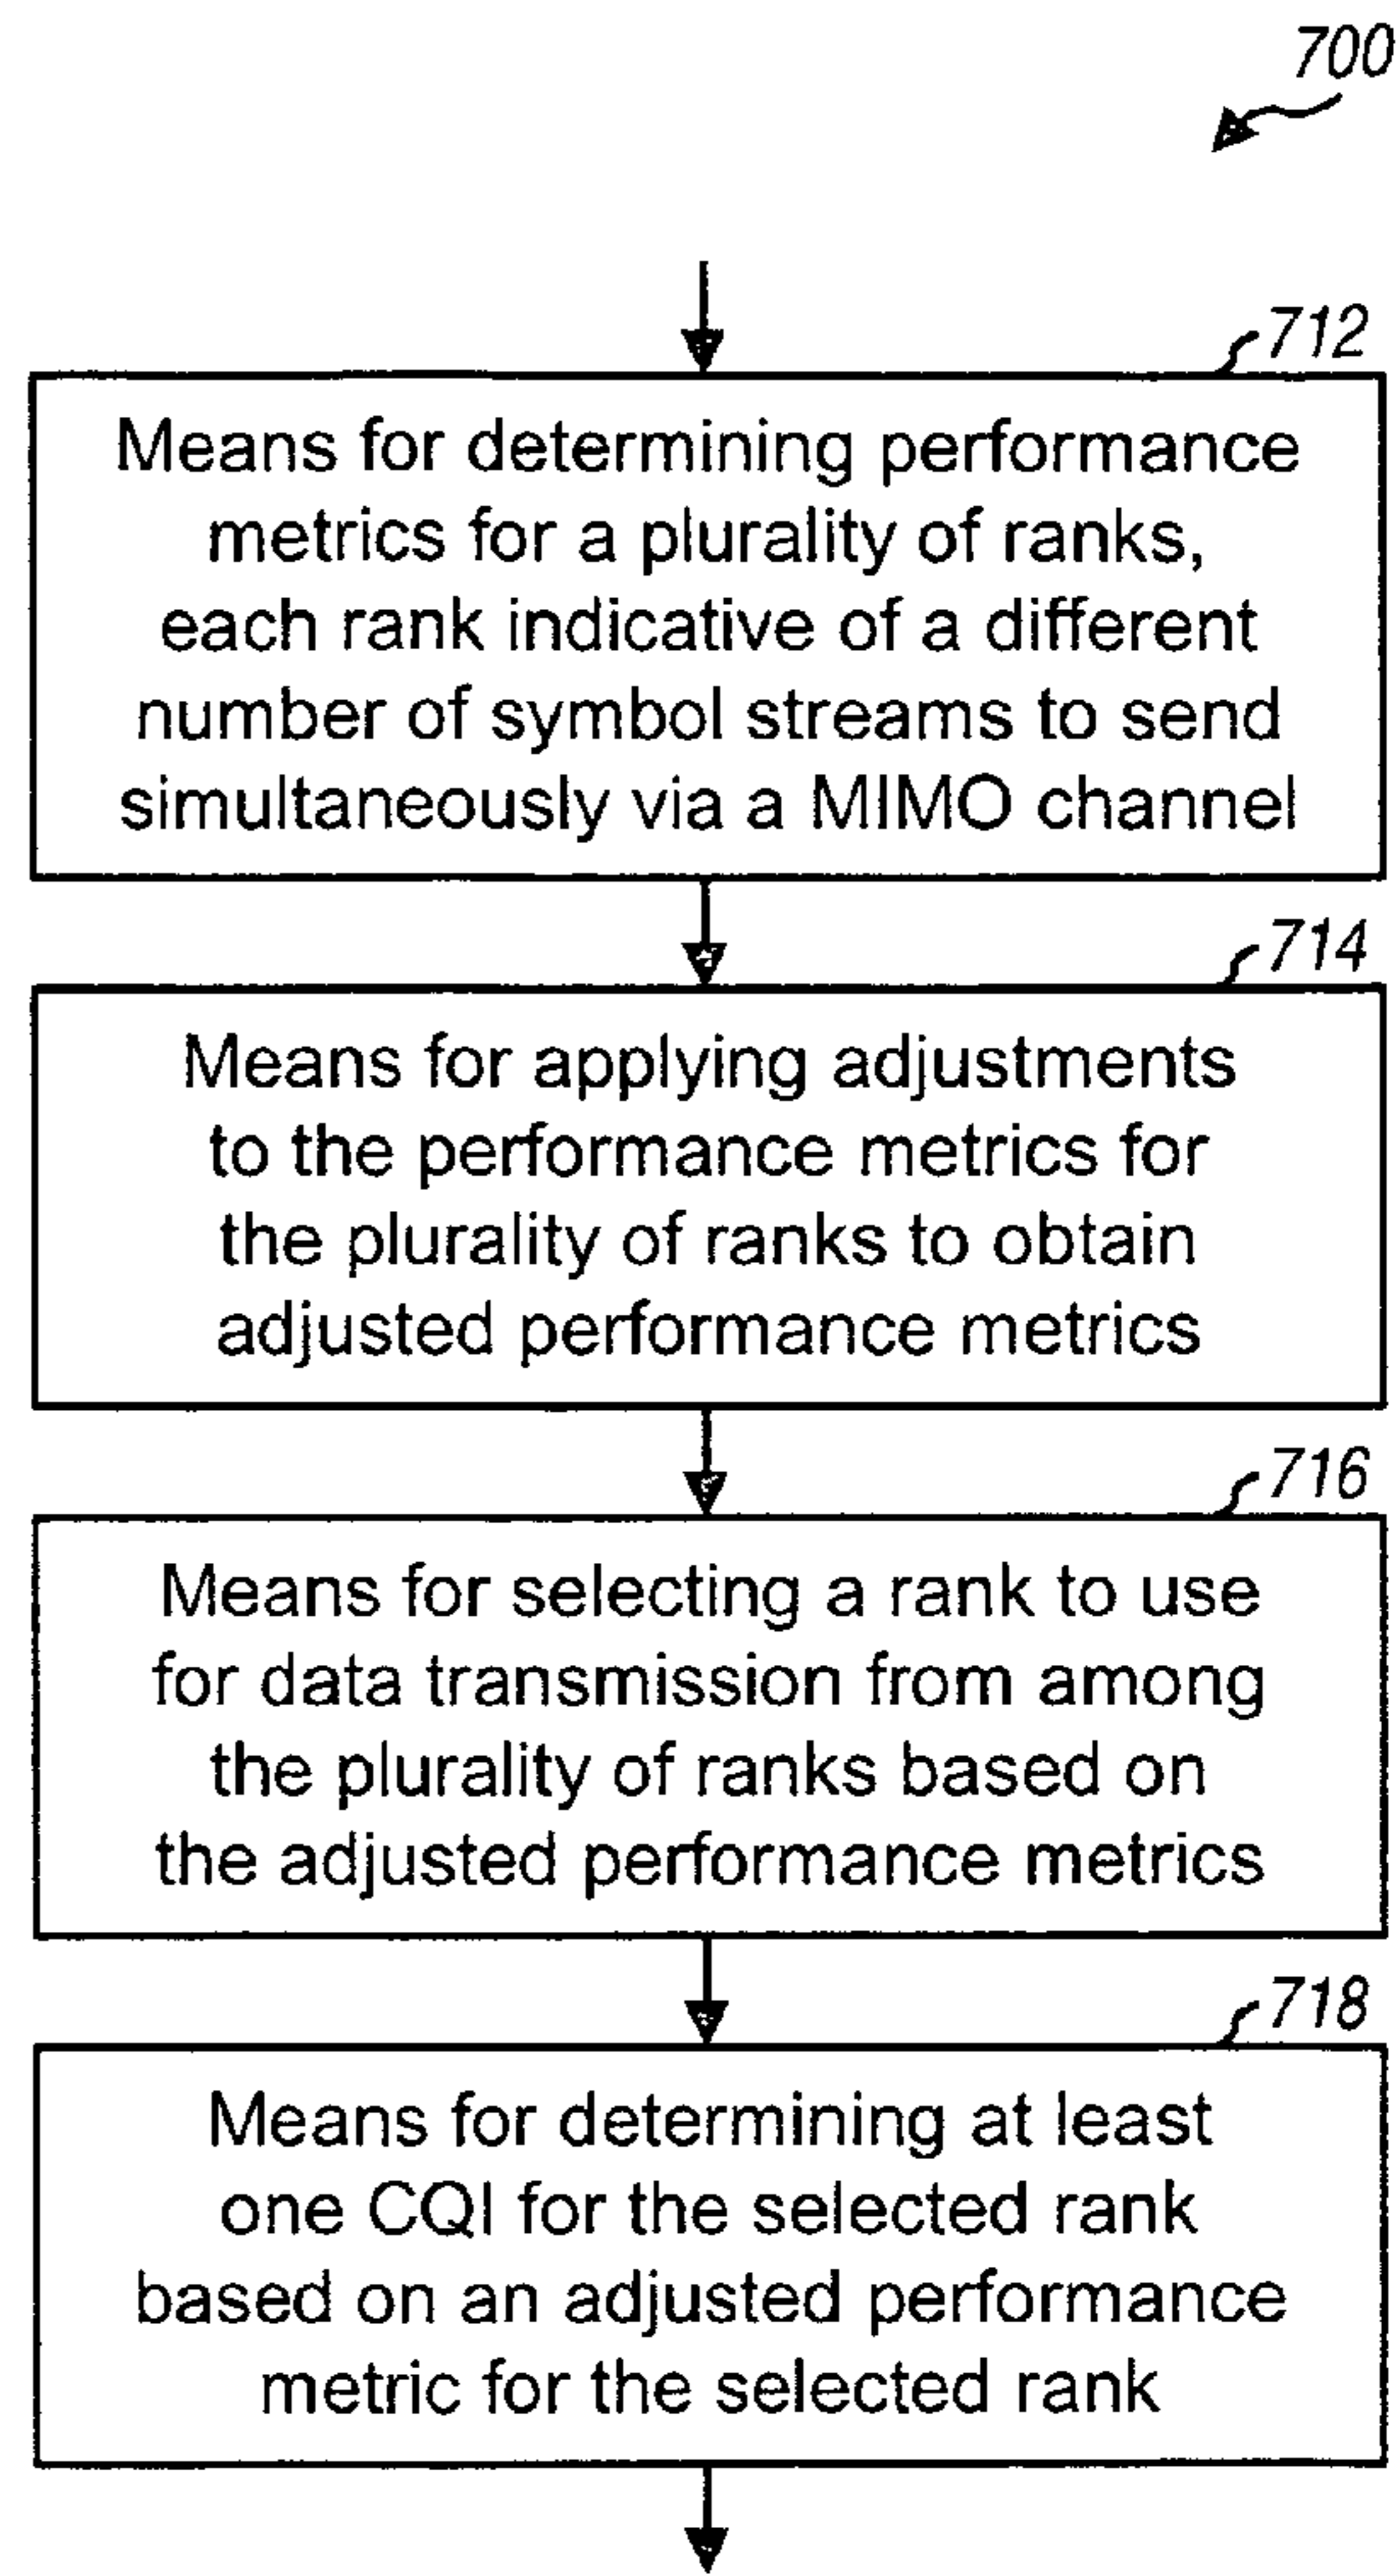 700
712
Means for determining performance
metrics for a plurality of ranks,
each rank indicative of a different
number of symbol streams to send
simultaneously via a MIMO channel
714
Means for applying adjustments
to the performance metrics for
the plurality of ranks to obtain
adjusted performance metrics
716
Means for selecting a rank to use
for data transmission from among
the plurality of ranks based on
the adjusted performance metrics
718
Means for determining at least
one CQI for the selected rank
based on an adjusted performance
metric for the selected rank